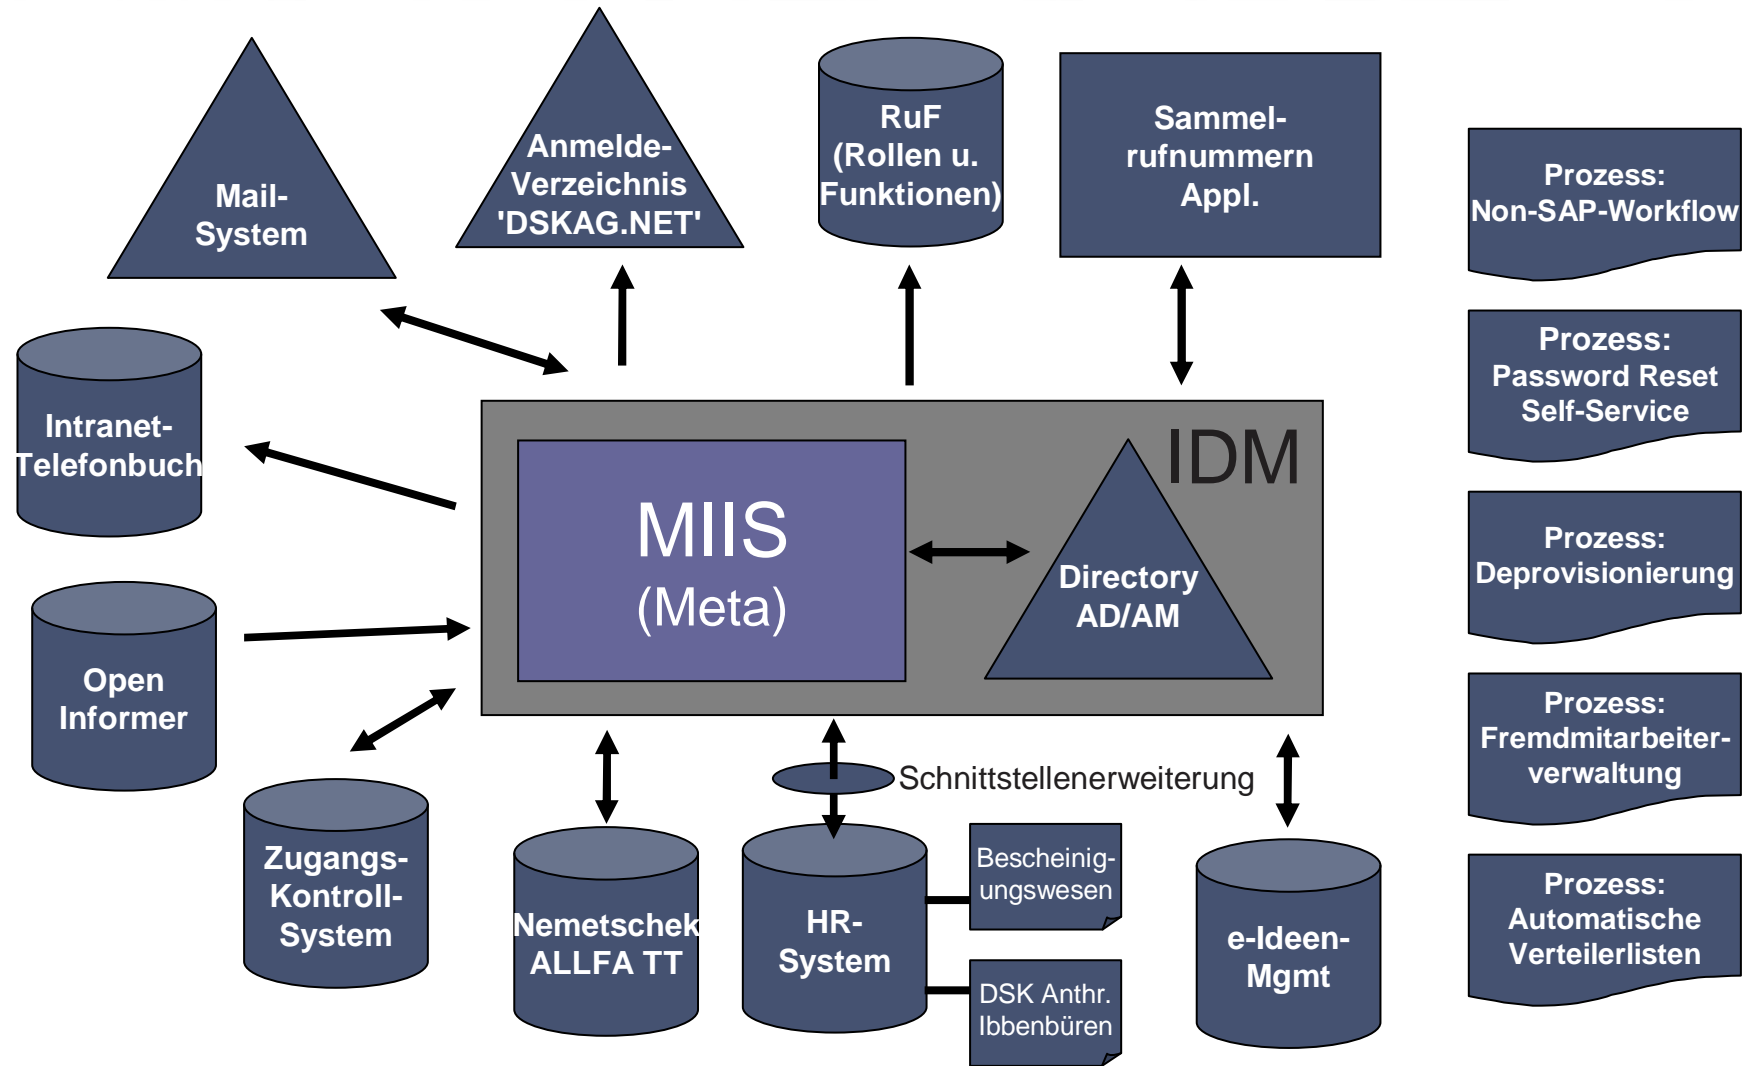 Mail-
System
Anmelde-
Verzeichnis
'DSKAG.NET'
RuF
(Rollen u.
Funktionen)
Sammel-
rufnummern
Appl.
Intranet-
Telefonbuch
Open
Informer
Zugangs-
Kontroll-
System
IDM
MIIS
(Meta)
Directory
AD/AM
Schnittstellenerweiterung
Nemetschek
ALLFA TT
HR-
System
Bescheinig-
ungswesen
DSK Anthr.
Ibbenbüren
e-Ideen-
Mgmt
Prozess:
Non-SAP-Workflow
Prozess:
Password Reset
Self-Service
Prozess:
Deprovisionierung
Prozess:
Fremdmitarbeiter-
verwaltung
Prozess:
Automatische
Verteilerlisten